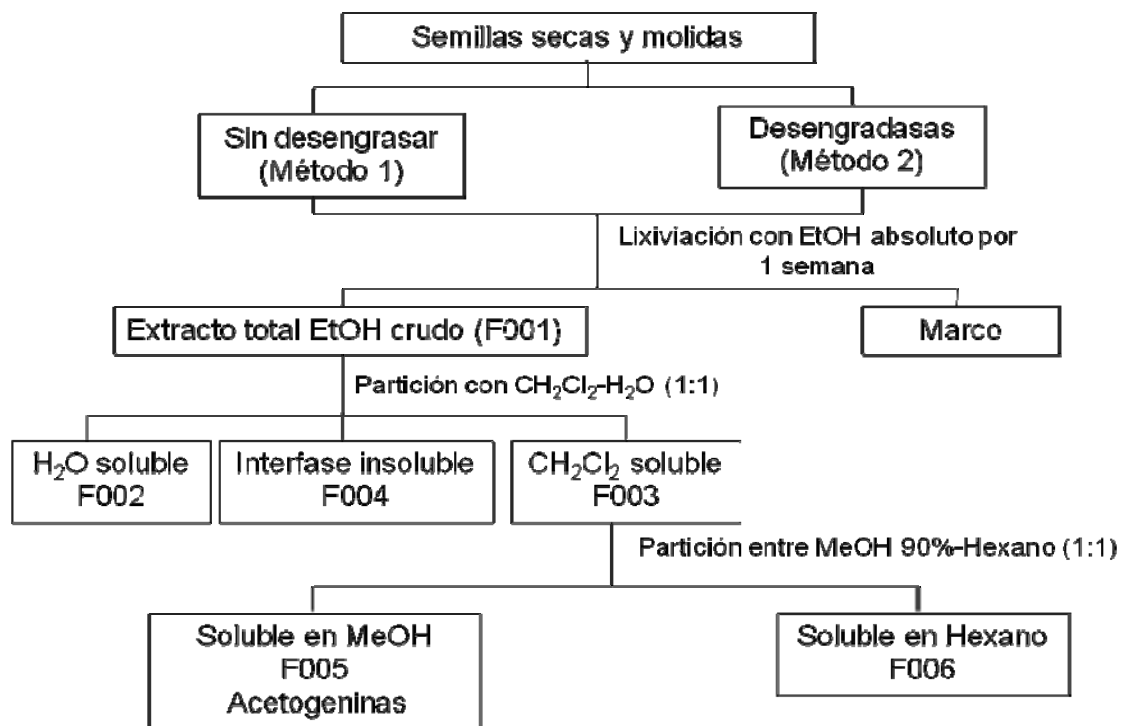 Semillas secas y molidas
Sin desengrasar
(Método 1)
Desengradasas
(Método 2)
Lixiviación con EtOH absoluto por
1 semana
Extracto total EtOH crudo (F001)
Marco
Partición con CH₂Cl₂-H₂O (1:1)
H₂O soluble
F002
Interfase insoluble
F004
CH₂Cl₂ soluble
F003
Partición entre MeOH 90%-Hexano (1:1)
Soluble en MeOH
F005
Acetogeninas
Soluble en Hexano
F006